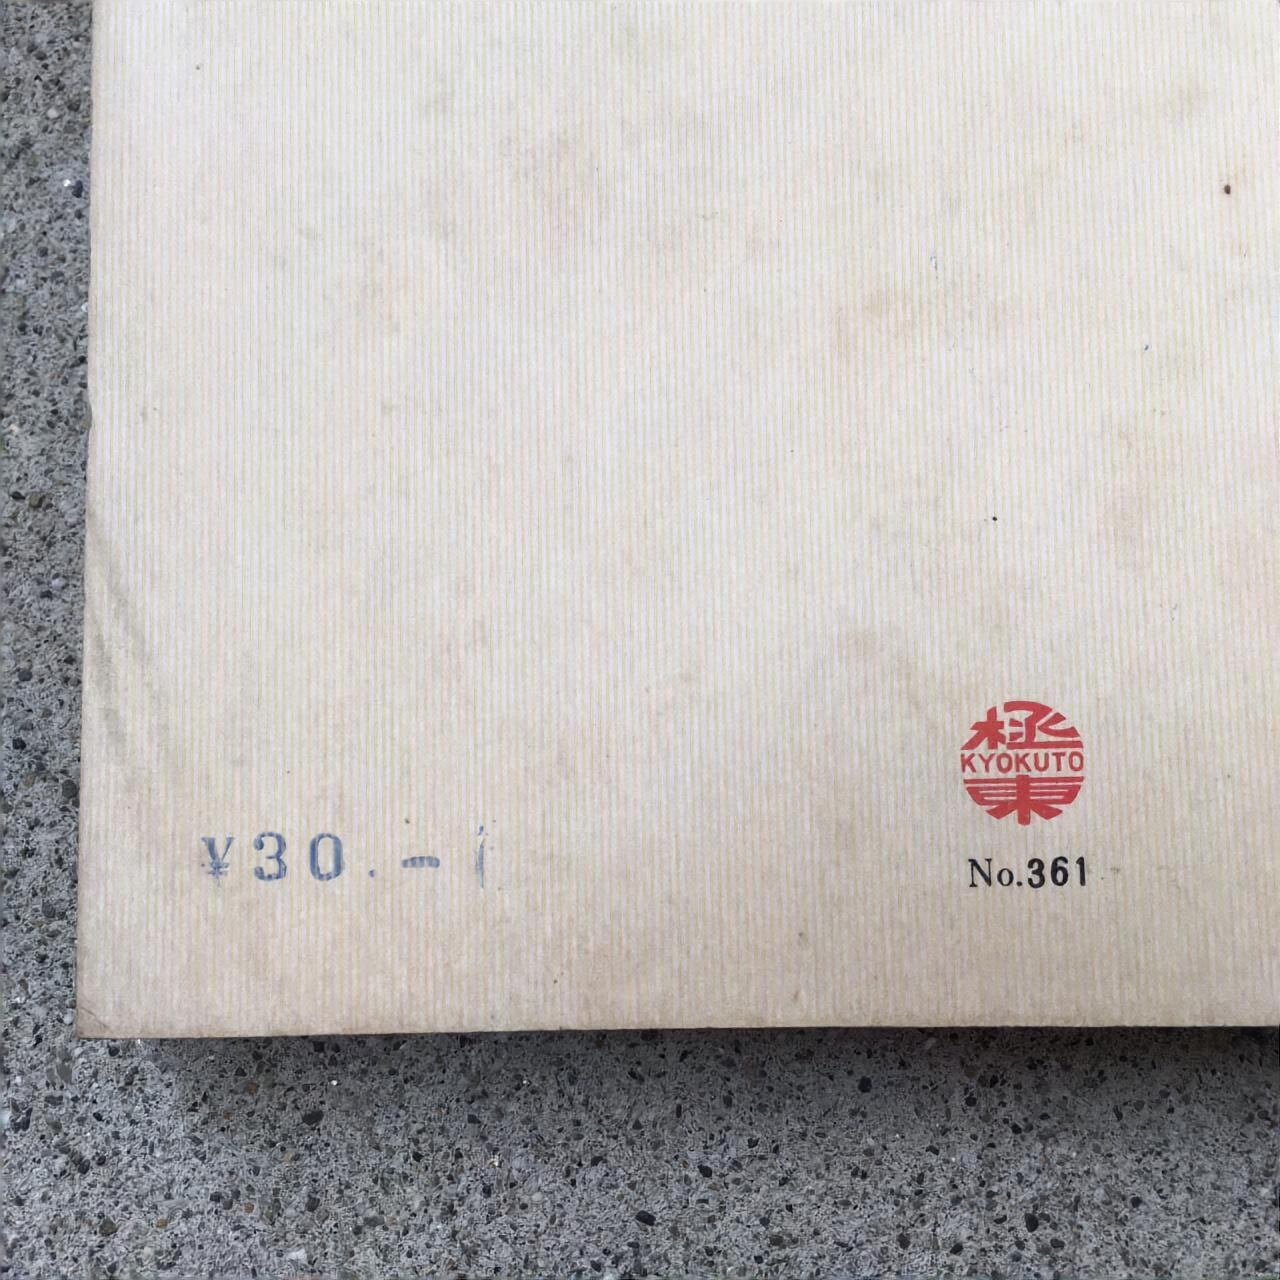 極
KYOKUTO
東
¥30.-
No.361